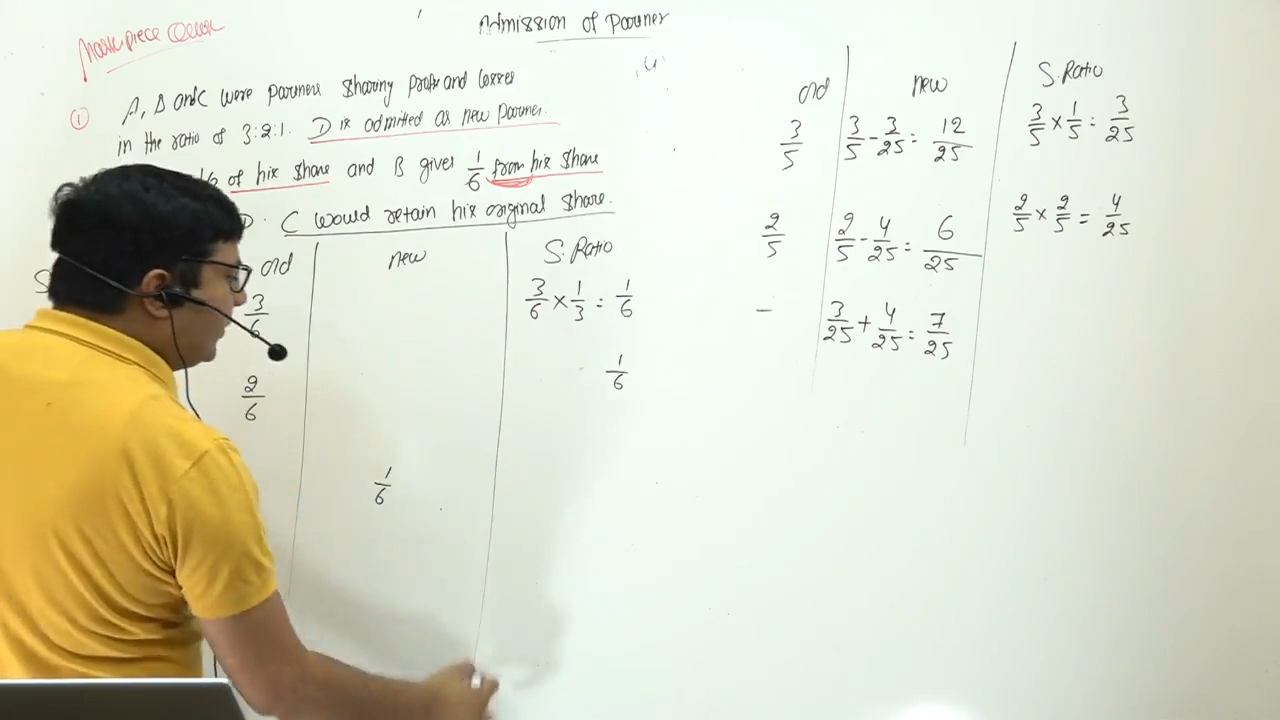 Admission of Partner
Masterpiece
① A, B and C were partners sharing profit and losses
in the ratio of 3:2:1. D is admitted as new partner.
of his share and B gives 1/6 from his share
D. C would retain his original share.
old new S. Ratio
3/6 3/6 × 1/3 = 1/6
2/6 1/6
1/6
old new S. Ratio
3/5 3/5 - 3/25 = 12/25 3/5 × 1/5 = 3/25
2/5 2/5 - 4/25 = 6/25 2/5 × 2/5 = 4/25
- 3/25 + 4/25 = 7/25